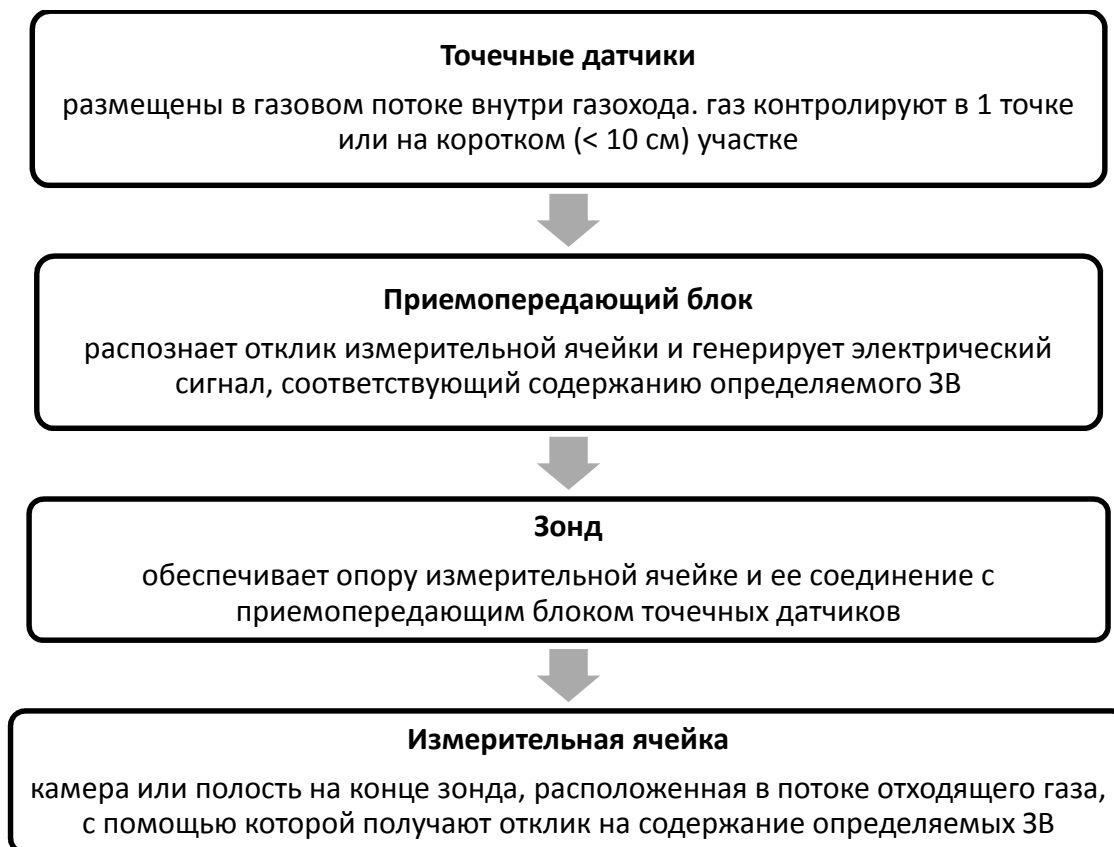 Точечные датчики
размещены в газовом потоке внутри газохода. газ контролируют в 1 точке
или на коротком (< 10 см) участке
Приемопередающий блок
распознает отклик измерительной ячейки и генерирует электрический
сигнал, соответствующий содержанию определяемого ЗВ
Зонд
обеспечивает опору измерительной ячейке и ее соединение с
приемопередающим блоком точечных датчиков
Измерительная ячейка
камера или полость на конце зонда, расположенная в потоке отходящего газа,
с помощью которой получают отклик на содержание определяемых ЗВ